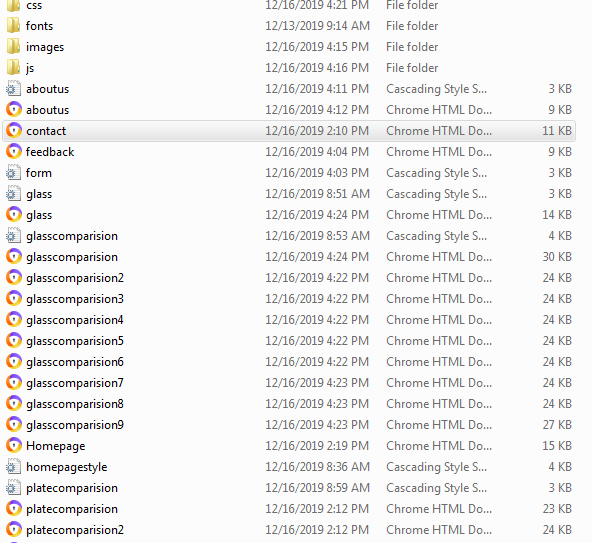 css 12/16/2019 4:21 PM File folder
fonts 12/13/2019 9:14 AM File folder
images 12/16/2019 4:15 PM File folder
js 12/16/2019 4:16 PM File folder
aboutus 12/16/2019 4:11 PM Cascading Style S... 3 KB
aboutus 12/16/2019 4:12 PM Chrome HTML Do... 9 KB
contact 12/16/2019 2:10 PM Chrome HTML Do... 11 KB
feedback 12/16/2019 4:04 PM Chrome HTML Do... 9 KB
form 12/16/2019 4:03 PM Cascading Style S... 3 KB
glass 12/16/2019 8:51 AM Cascading Style S... 3 KB
glass 12/16/2019 4:24 PM Chrome HTML Do... 14 KB
glasscomparision 12/16/2019 8:53 AM Cascading Style S... 4 KB
glasscomparision 12/16/2019 4:24 PM Chrome HTML Do... 30 KB
glasscomparision2 12/16/2019 4:22 PM Chrome HTML Do... 24 KB
glasscomparision3 12/16/2019 4:22 PM Chrome HTML Do... 24 KB
glasscomparision4 12/16/2019 4:22 PM Chrome HTML Do... 24 KB
glasscomparision5 12/16/2019 4:22 PM Chrome HTML Do... 24 KB
glasscomparision6 12/16/2019 4:22 PM Chrome HTML Do... 24 KB
glasscomparision7 12/16/2019 4:23 PM Chrome HTML Do... 24 KB
glasscomparision8 12/16/2019 4:23 PM Chrome HTML Do... 24 KB
glasscomparision9 12/16/2019 4:23 PM Chrome HTML Do... 27 KB
Homepage 12/16/2019 2:19 PM Chrome HTML Do... 15 KB
homepagestyle 12/16/2019 8:36 AM Cascading Style S... 4 KB
platecomparision 12/16/2019 8:59 AM Cascading Style S... 3 KB
platecomparision 12/16/2019 2:12 PM Chrome HTML Do... 23 KB
platecomparision2 12/16/2019 2:12 PM Chrome HTML Do... 24 KB